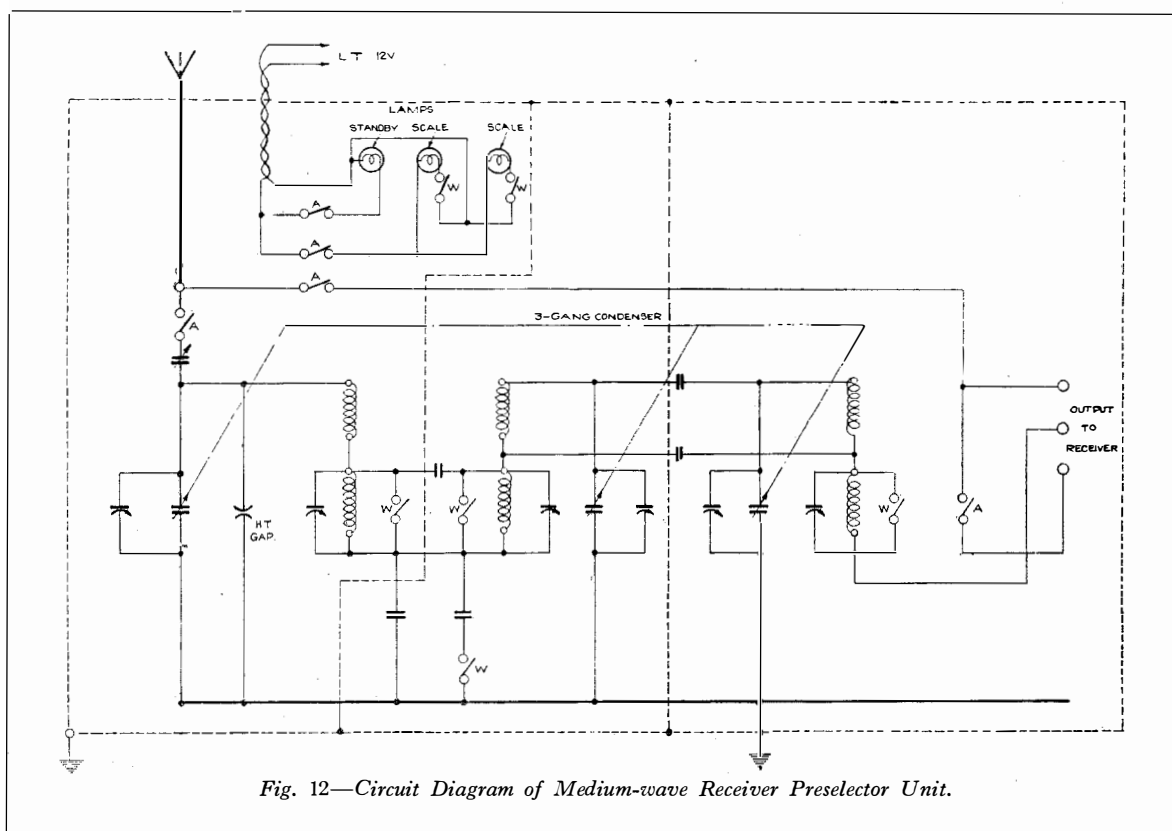 L T 12V
LAMPS
STANDBY SCALE SCALE
W
W
A
A
A
A
3-GANG CONDENSER
OUTPUT
TO
RECEIVER
W
W
W
A
HT
GAP.
W
Fig. 12—Circuit Diagram of Medium-wave Receiver Preselector Unit.